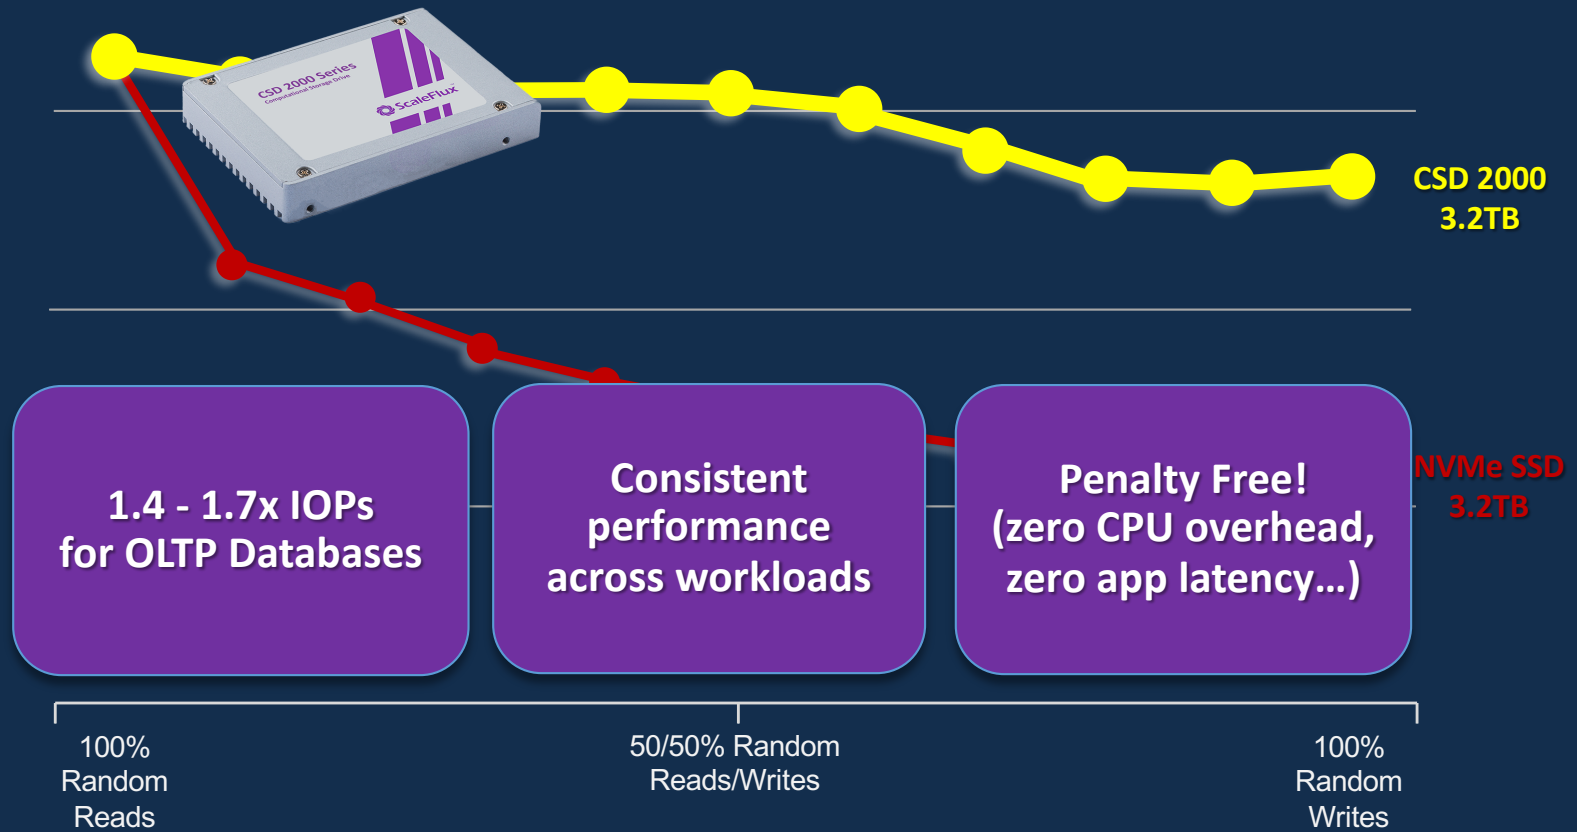 CSD 2000 Series
Computational Storage Drive
ScaleFlux
CSD 2000
3.2TB
NVMe SSD
3.2TB
1.4 - 1.7x IOPs
for OLTP Databases
Consistent
performance
across workloads
Penalty Free!
(zero CPU overhead,
zero app latency...)
100%
Random
Reads
50/50% Random
Reads/Writes
100%
Random
Writes